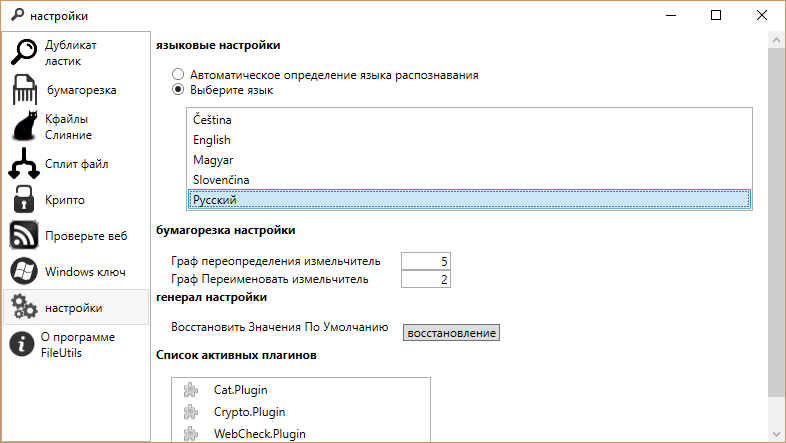 настройки
Дубликат
ластик
бумагорезка
Кфайлы
Слияние
Сплит файл
Крипто
Проверьте веб
Windows ключ
настройки
О программе
FileUtils
языковые настройки
Автоматическое определение языка распознавания
Выберите язык
Čeština
English
Magyar
Slovenčina
Русский
бумагорезка настройки
Граф переопределения измельчитель 5
Граф Переименовать измельчитель 2
генерал настройки
Восстановить Значения По Умолчанию восстановление
Список активных плагинов
Cat.Plugin
Crypto.Plugin
WebCheck.Plugin